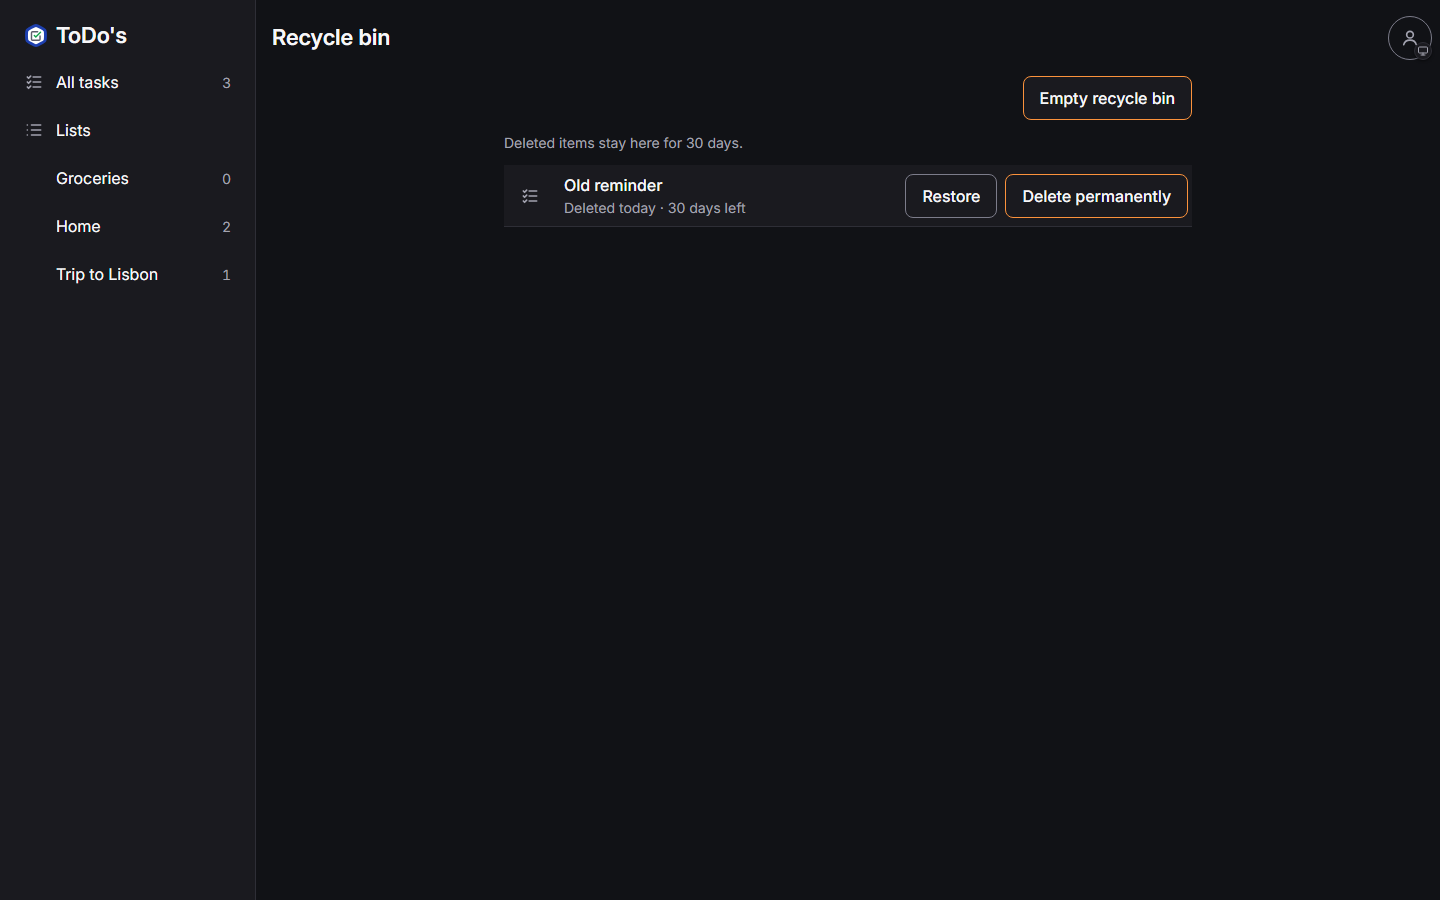 ToDo's
All tasks 3
Lists
Groceries 0
Home 2
Trip to Lisbon 1
Recycle bin
Empty recycle bin
Deleted items stay here for 30 days.
Old reminder
Deleted today · 30 days left
Restore
Delete permanently